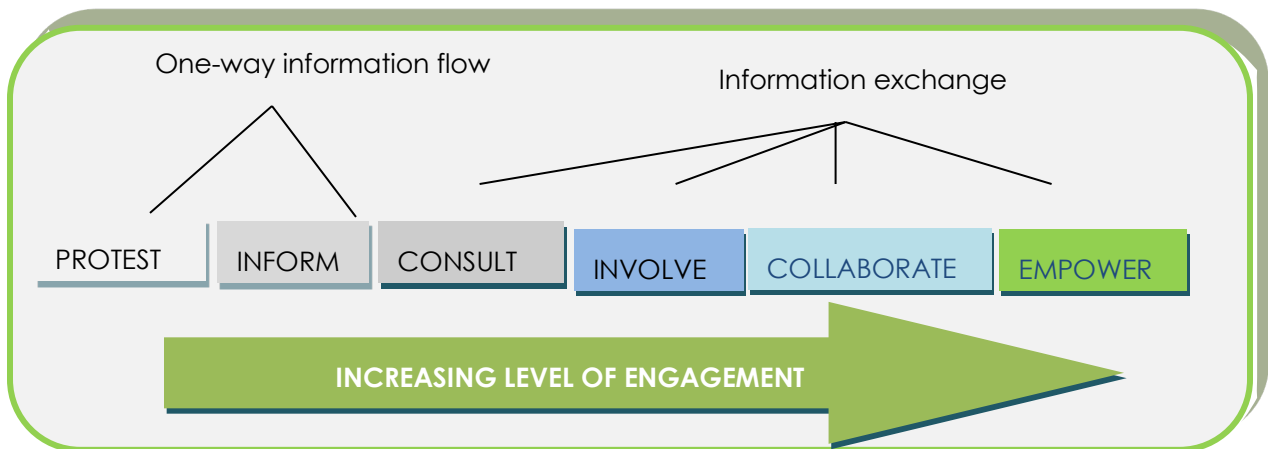 One-way information flow
Information exchange
PROTEST
INFORM
CONSULT
INVOLVE
COLLABORATE
EMPOWER
INCREASING LEVEL OF ENGAGEMENT